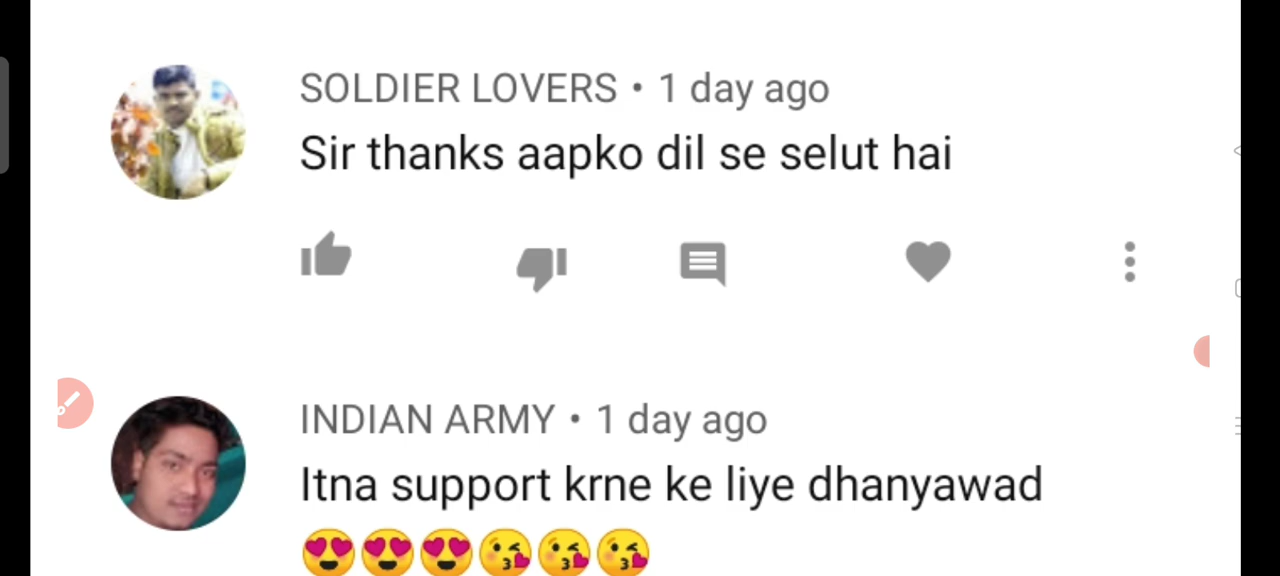 SOLDIER LOVERS • 1 day ago
Sir thanks aapko dil se selut hai
INDIAN ARMY • 1 day ago
Itna support krne ke liye dhanyawad
😍😍😍😘😘😘